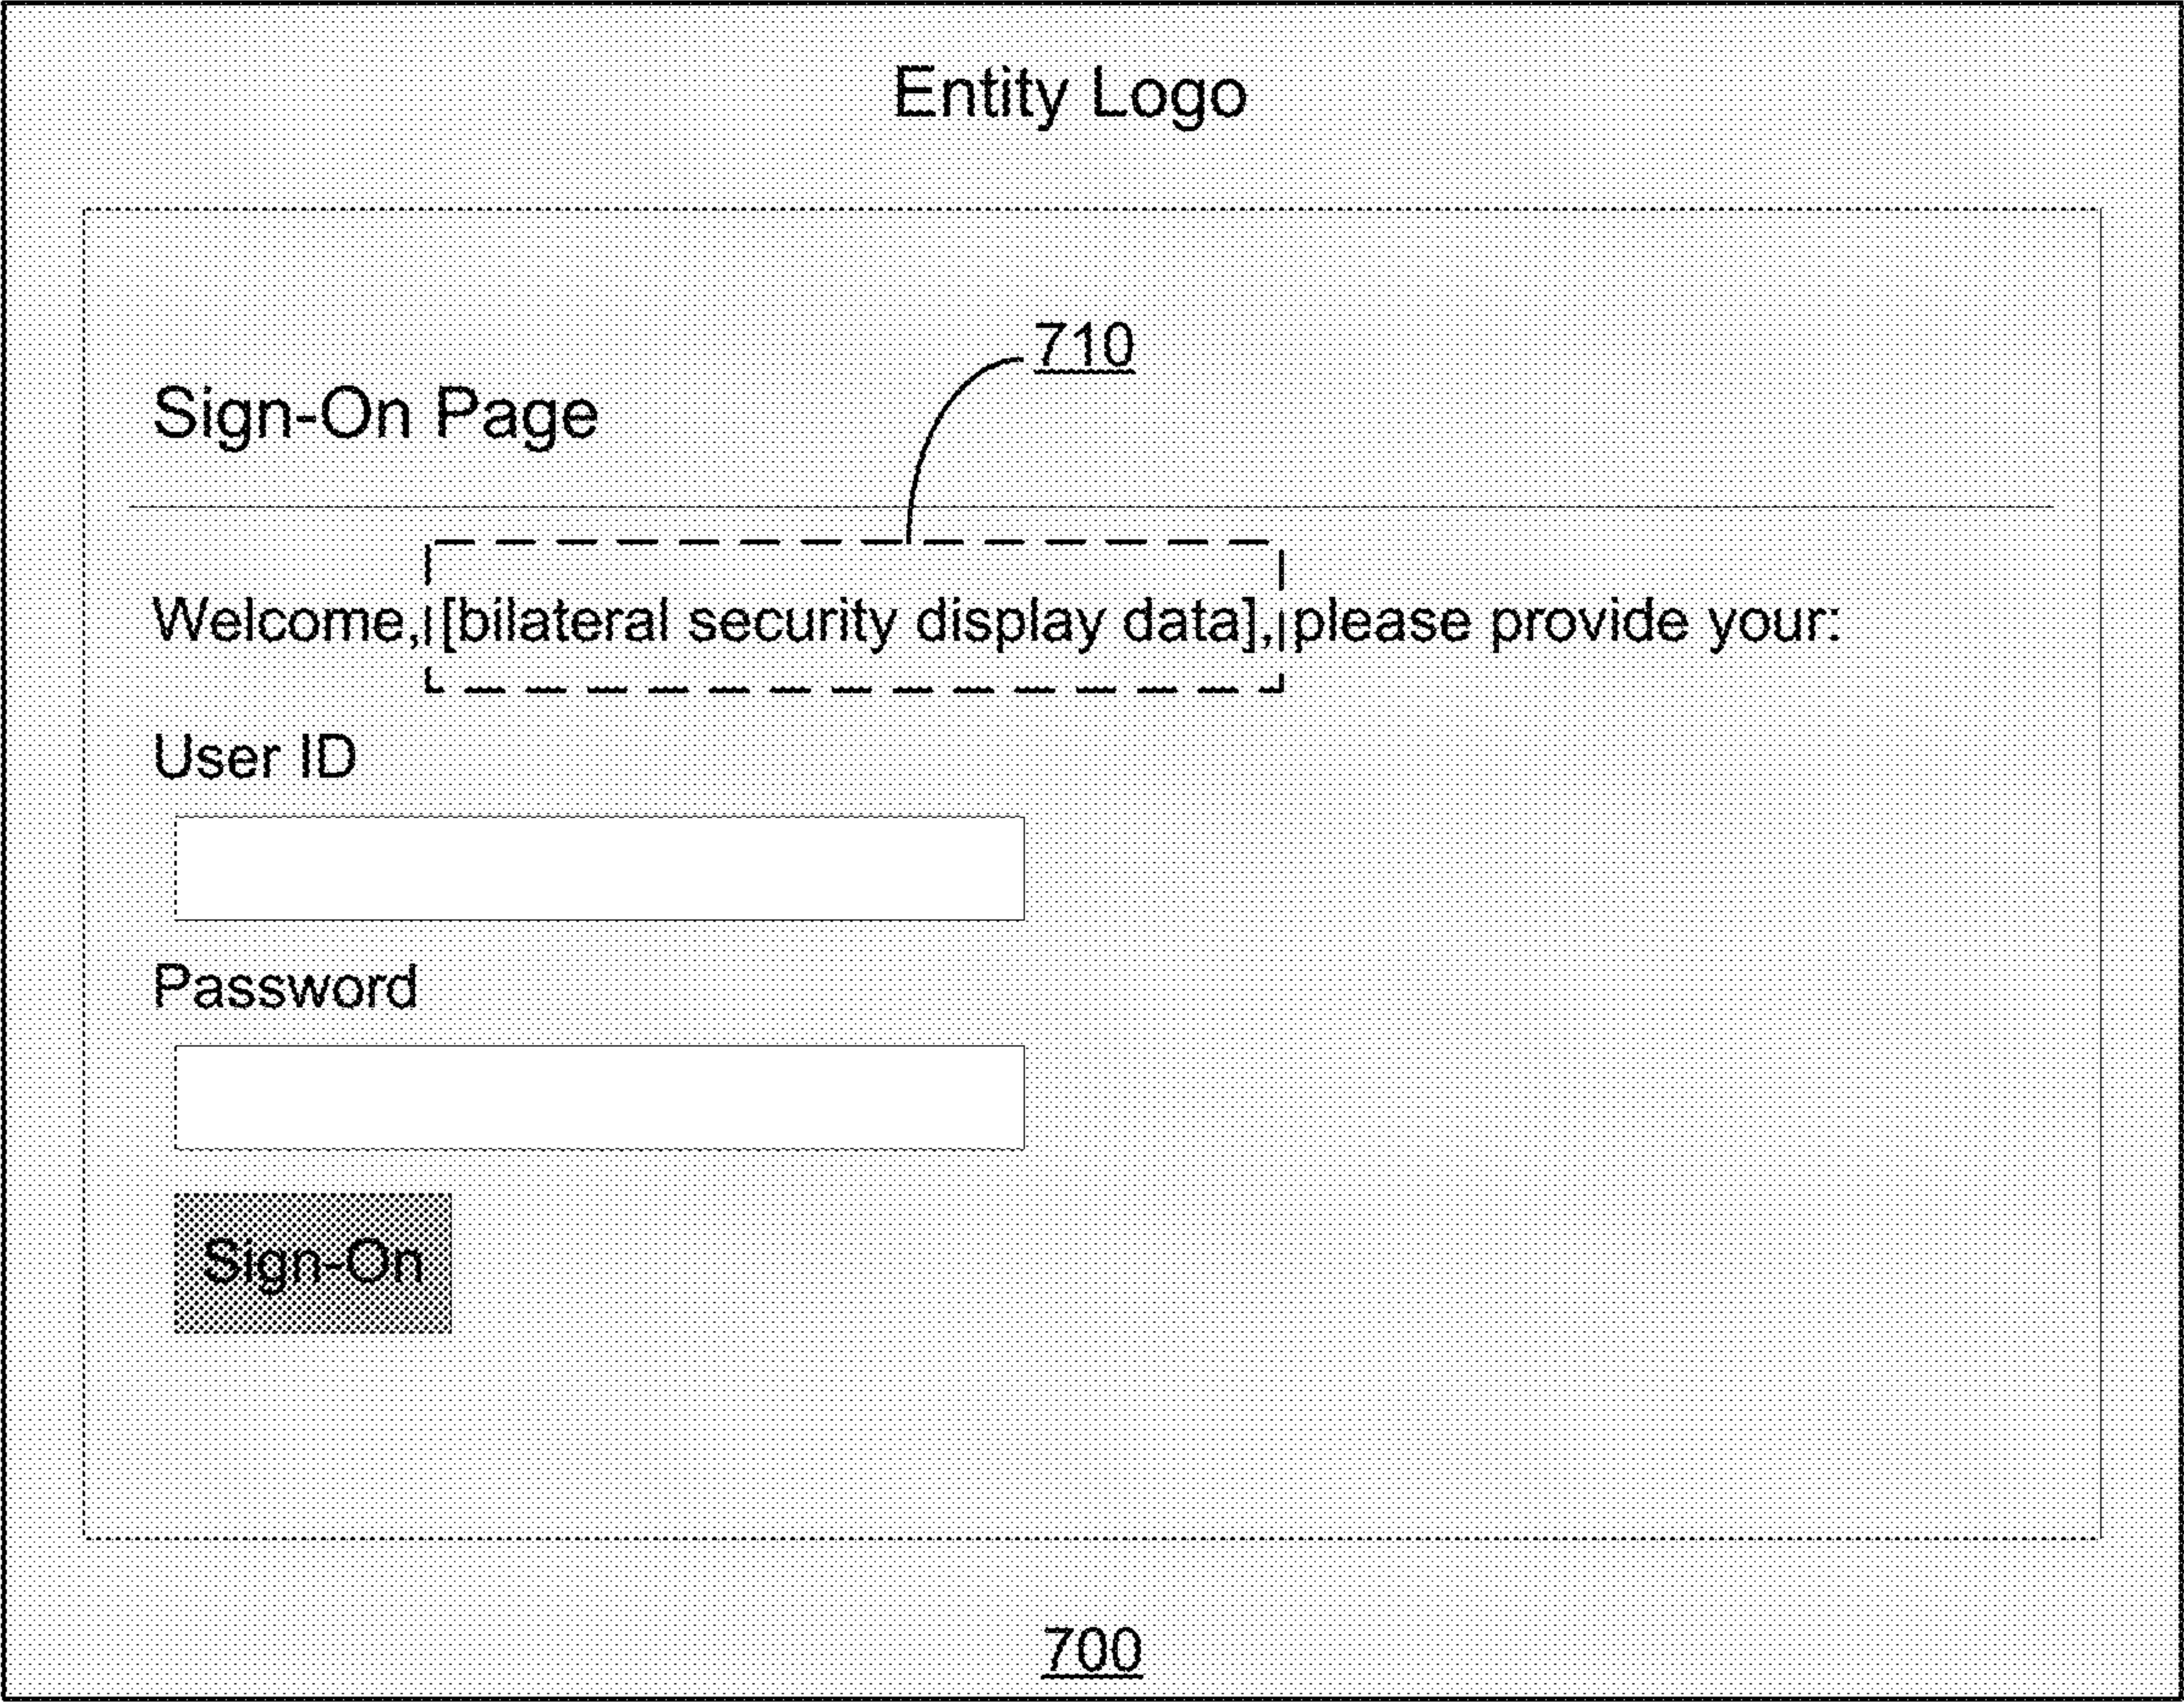 Entity Logo
710
Sign-On Page
Welcome, [bilateral security display data], please provide your:
User ID
Password
Sign-On
700